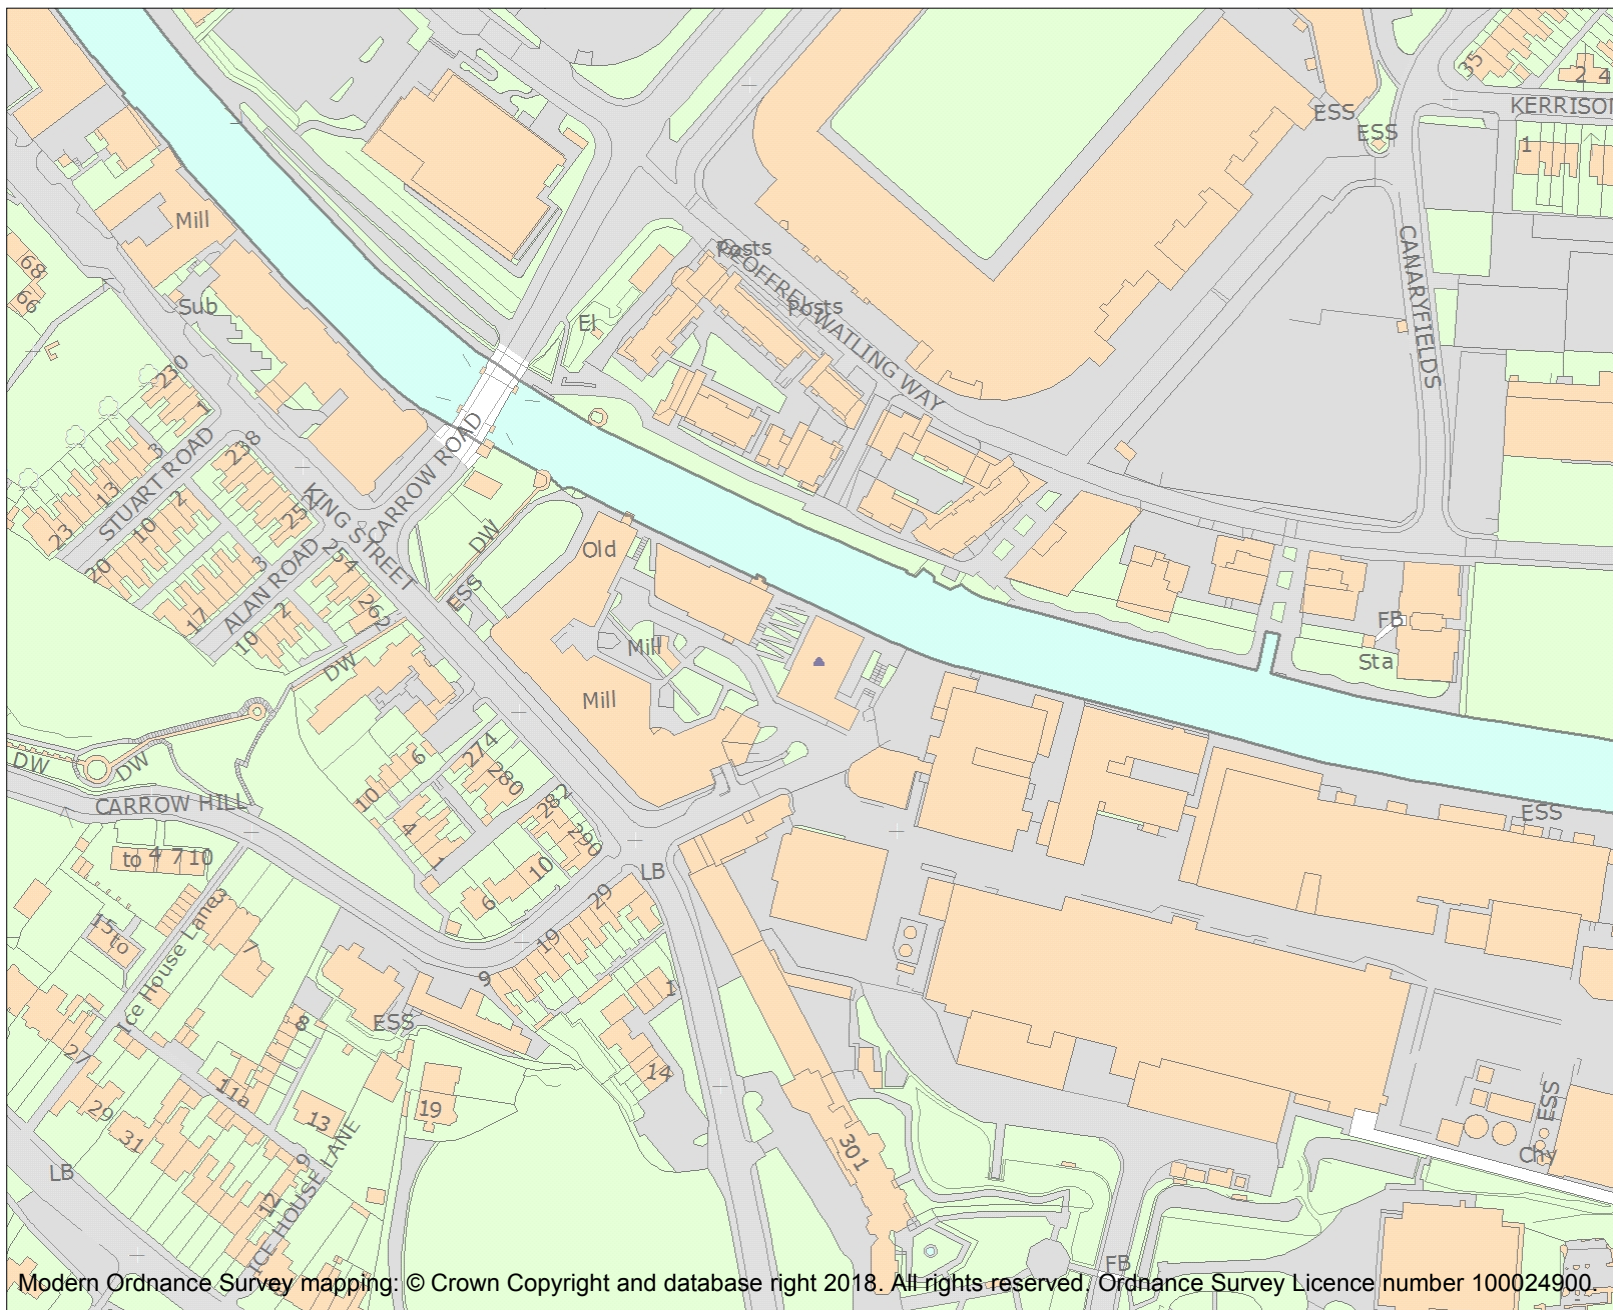 35
2 4
KERRISON
ESS
ESS
1
Mill
68
66
Posts
GEOFFREY WATLING WAY
Posts
CANARYFIELDS
Sub
El
230
1
3
STUART ROAD
13
23
238
252
2
10
20
KING STREET
CARROW ROAD
DW
ESS
254
262
3
17
ALAN ROAD
2
10
DW
Old
Mill
Mill
FB
Sta
DW
DW
CARROW HILL
6
10
274
280
4
1
282
290
10
6
LB
29
19
9
ESS
to 4 7 10
3
15to
7
Ice House Lane
27
8
ESS
1
14
11a
29
31
13
19
9
12
ICE HOUSE LANE
LB
301
ESS
Chy
FB
Modern Ordnance Survey mapping: © Crown Copyright and database right 2018. All rights reserved. Ordnance Survey Licence number 100024900.